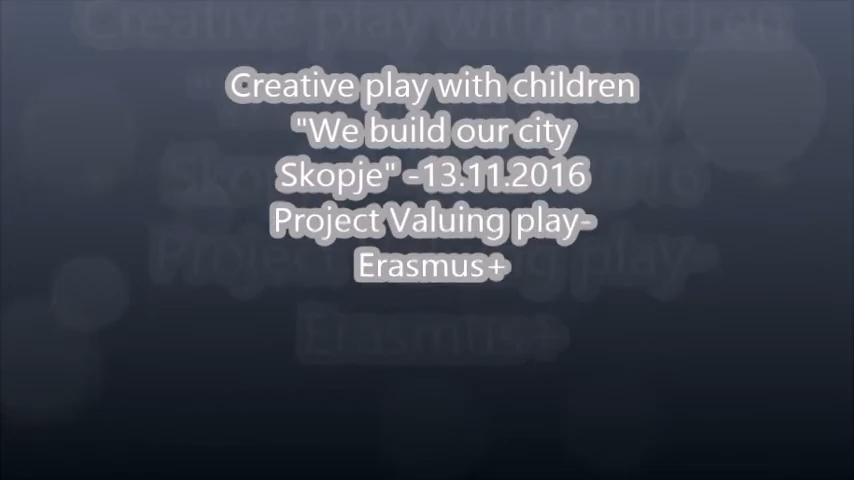 Creative play with children
"We build our city
Skopje" -13.11.2016
Project Valuing play-
Erasmus+